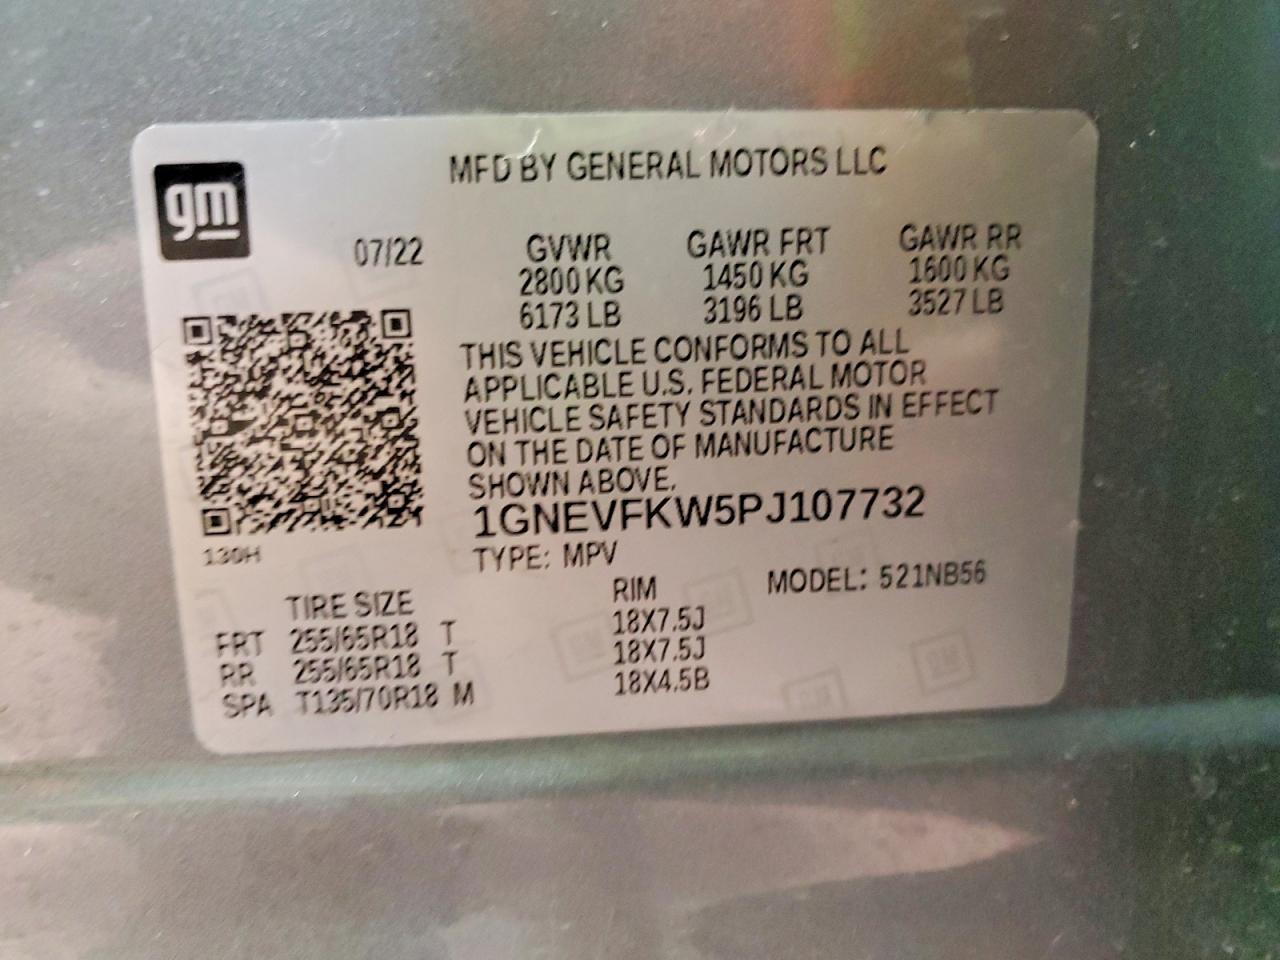 MFD BY GENERAL MOTORS LLC
gm
07/22 GVWR GAWR FRT GAWR RR
2800 KG 1450 KG 1600 KG
6173 LB 3196 LB 3527 LB
THIS VEHICLE CONFORMS TO ALL
APPLICABLE U.S. FEDERAL MOTOR
VEHICLE SAFETY STANDARDS IN EFFECT
ON THE DATE OF MANUFACTURE
SHOWN ABOVE.
1GNEVFKW5PJ107732
130H
TYPE: MPV
MODEL: 521NB56
TIRE SIZE RIM
FRT 255/65R18 T 18X7.5J
RR 255/65R18 T 18X7.5J
SPA T135/70R18 M 18X4.5B